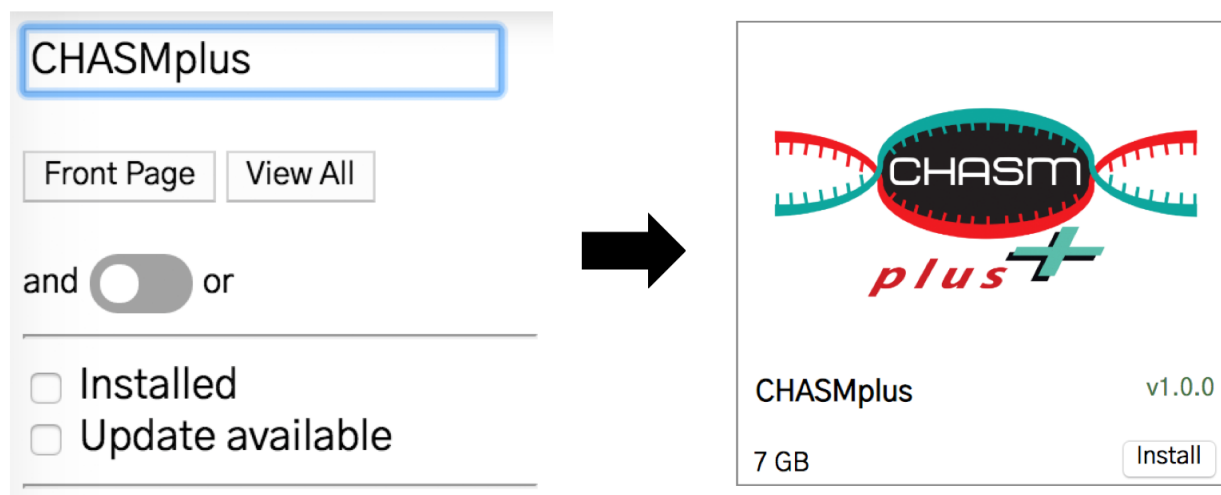 CHASMplus
Front Page View All
and or
Installed
Update available
CHASM
plus
CHASMplus v1.0.0
7 GB Install